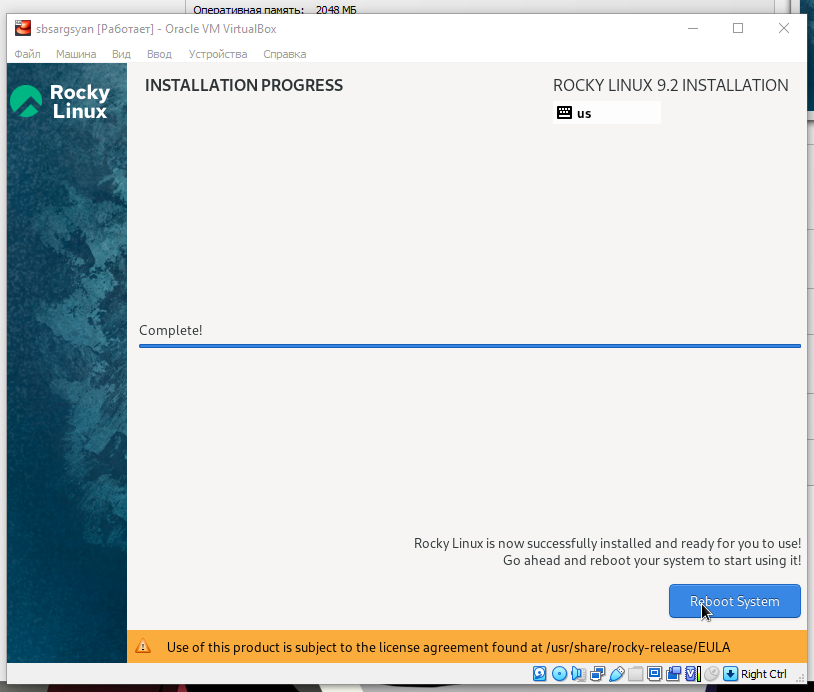 Оперативная память: 2048 МБ
sbsargsyan [Работает] - Oracle VM VirtualBox
Файл Машина Вид Ввод Устройства Справка
Rocky
Linux
INSTALLATION PROGRESS
ROCKY LINUX 9.2 INSTALLATION
us
Complete!
Rocky Linux is now successfully installed and ready for you to use!
Go ahead and reboot your system to start using it!
Reboot System
Use of this product is subject to the license agreement found at /usr/share/rocky-release/EULA
Right Ctrl